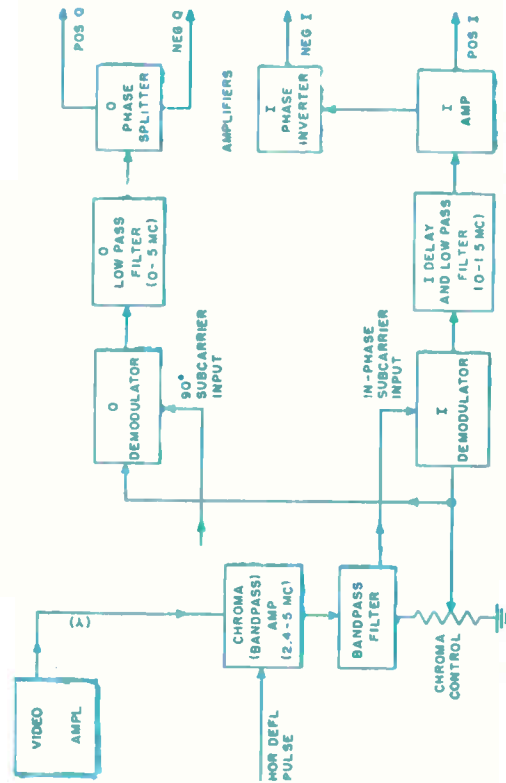 VIDEO
AMPL
(Y)
HOR DEFL
PULSE
CHROMA
(BANDPASS)
AMP
(2.4-5 MC)
BANDPASS
FILTER
CHROMA
CONTROL
Q
DEMODULATOR
90°
SUBCARRIER
INPUT
Q
LOW PASS
FILTER
(0- 5 MC)
Q
PHASE
SPLITTER
POS Q
NEG Q
AMPLIFIERS
IN-PHASE
SUBCARRIER
INPUT
I
DEMODULATOR
I DELAY
AND LOW PASS
FILTER
(0-1 5 MC)
I
AMP
I
PHASE
INVERTER
NEG I
POS I